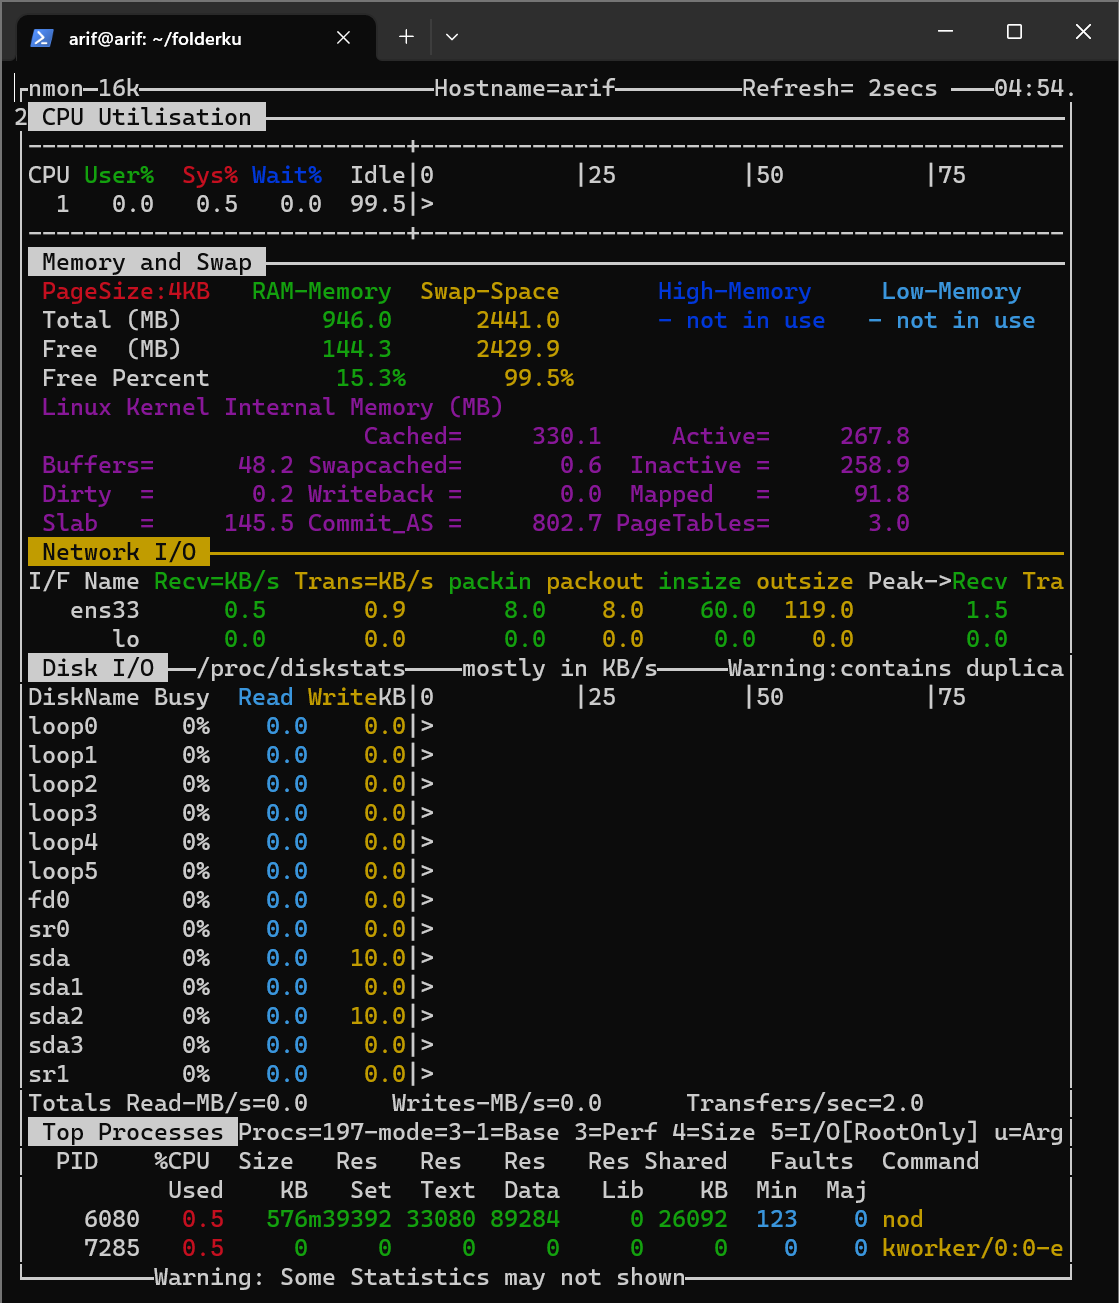 arif@arif: ~/folderku
nmon─16k Hostname=arif Refresh= 2secs 04:54.
2 CPU Utilisation
---------------------------+----------------------------------------------
CPU User% Sys% Wait% Idle|0 |25 |50 |75
1 0.0 0.5 0.0 99.5|>
---------------------------+----------------------------------------------
Memory and Swap
PageSize:4KB RAM-Memory Swap-Space High-Memory Low-Memory
Total (MB) 946.0 2441.0 - not in use - not in use
Free (MB) 144.3 2429.9
Free Percent 15.3% 99.5%
Linux Kernel Internal Memory (MB)
Cached= 330.1 Active= 267.8
Buffers= 48.2 Swapcached= 0.6 Inactive = 258.9
Dirty = 0.2 Writeback = 0.0 Mapped = 91.8
Slab = 145.5 Commit_AS = 802.7 PageTables= 3.0
Network I/O
I/F Name Recv=KB/s Trans=KB/s packin packout insize outsize Peak->Recv Tra
ens33 0.5 0.9 8.0 8.0 60.0 119.0 1.5
lo 0.0 0.0 0.0 0.0 0.0 0.0 0.0
Disk I/O ──/proc/diskstats────mostly in KB/s─────Warning:contains duplica
DiskName Busy Read WriteKB|0 |25 |50 |75
loop0 0% 0.0 0.0|>
loop1 0% 0.0 0.0|>
loop2 0% 0.0 0.0|>
loop3 0% 0.0 0.0|>
loop4 0% 0.0 0.0|>
loop5 0% 0.0 0.0|>
fd0 0% 0.0 0.0|>
sr0 0% 0.0 0.0|>
sda 0% 0.0 10.0|>
sda1 0% 0.0 0.0|>
sda2 0% 0.0 10.0|>
sda3 0% 0.0 0.0|>
sr1 0% 0.0 0.0|>
Totals Read-MB/s=0.0 Writes-MB/s=0.0 Transfers/sec=2.0
Top Processes Procs=197-mode=3-1=Base 3=Perf 4=Size 5=I/O[RootOnly] u=Arg
PID %CPU Size Res Res Res Res Shared Faults Command
Used KB Set Text Data Lib KB Min Maj
6080 0.5 576m39392 33080 89284 0 26092 123 0 nod
7285 0.5 0 0 0 0 0 0 0 0 kworker/0:0-e
Warning: Some Statistics may not shown